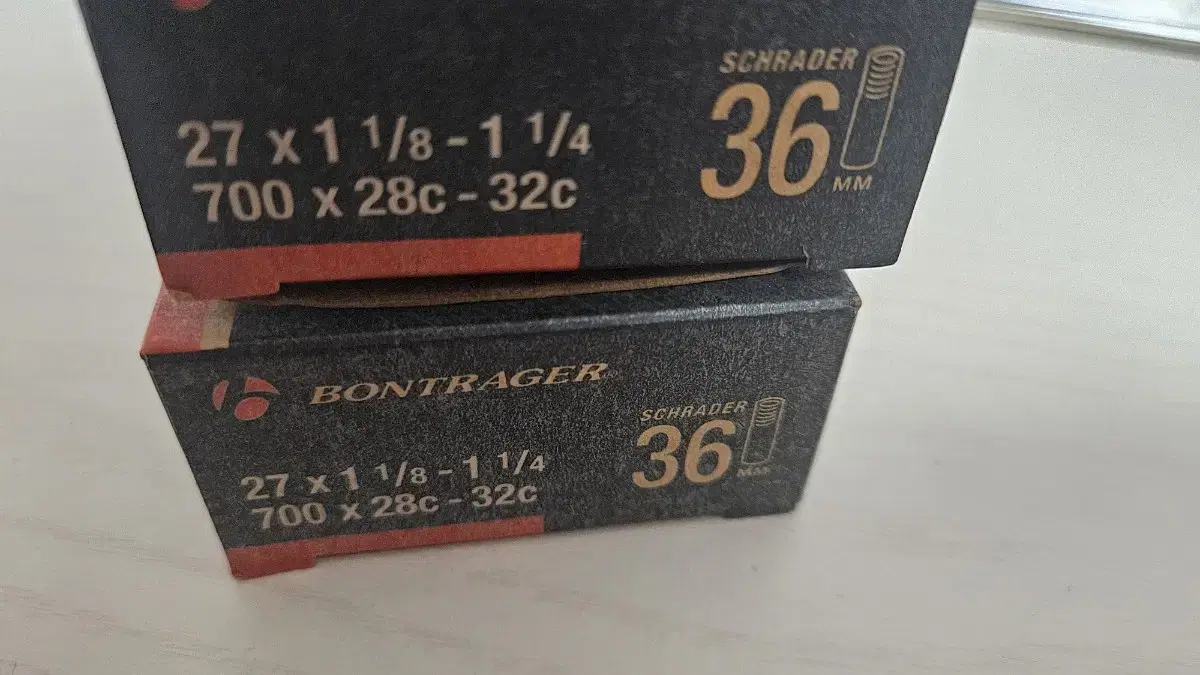 SCHRADER
36
MM
27 x 1 1/8 - 1 1/4
700 x 28c - 32c
BONTRAGER
SCHRADER
36
MM
27 x 1 1/8 - 1 1/4
700 x 28c - 32c